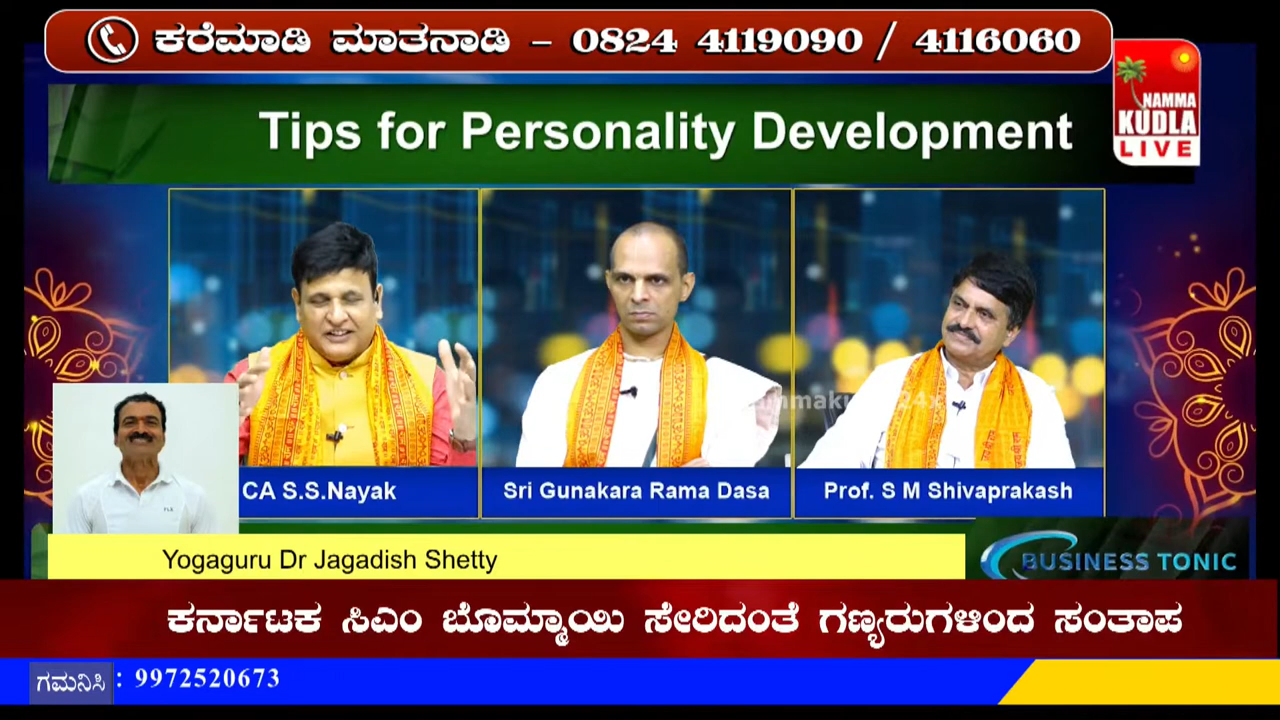 ಕರೆಮಾಡಿ ಮಾತನಾಡಿ - 0824 4119090 / 4116060
NAMMA
KUDLA
LIVE
Tips for Personality Development
CA S.S.Nayak
Sri Gunakara Rama Dasa
Prof. S M Shivaprakash
Yogaguru Dr Jagadish Shetty
BUSINESS TONIC
ಕರ್ನಾಟಕ ಸಿಎಂ ಬೊಮ್ಮಾಯಿ ಸೇರಿದಂತೆ ಗಣ್ಯರುಗಳಿಂದ ಸಂತಾಪ
ಗಮನಿಸಿ : 9972520673